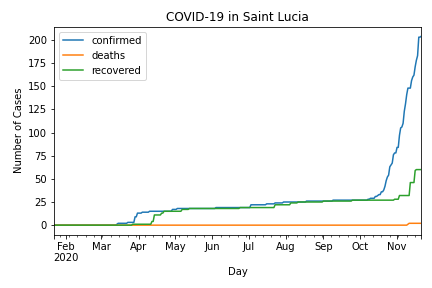 COVID-19 in Saint Lucia
confirmed
deaths
recovered
Number of Cases
200
175
150
125
100
75
50
25
0
Feb Mar Apr May Jun Jul Aug Sep Oct Nov
2020
Day